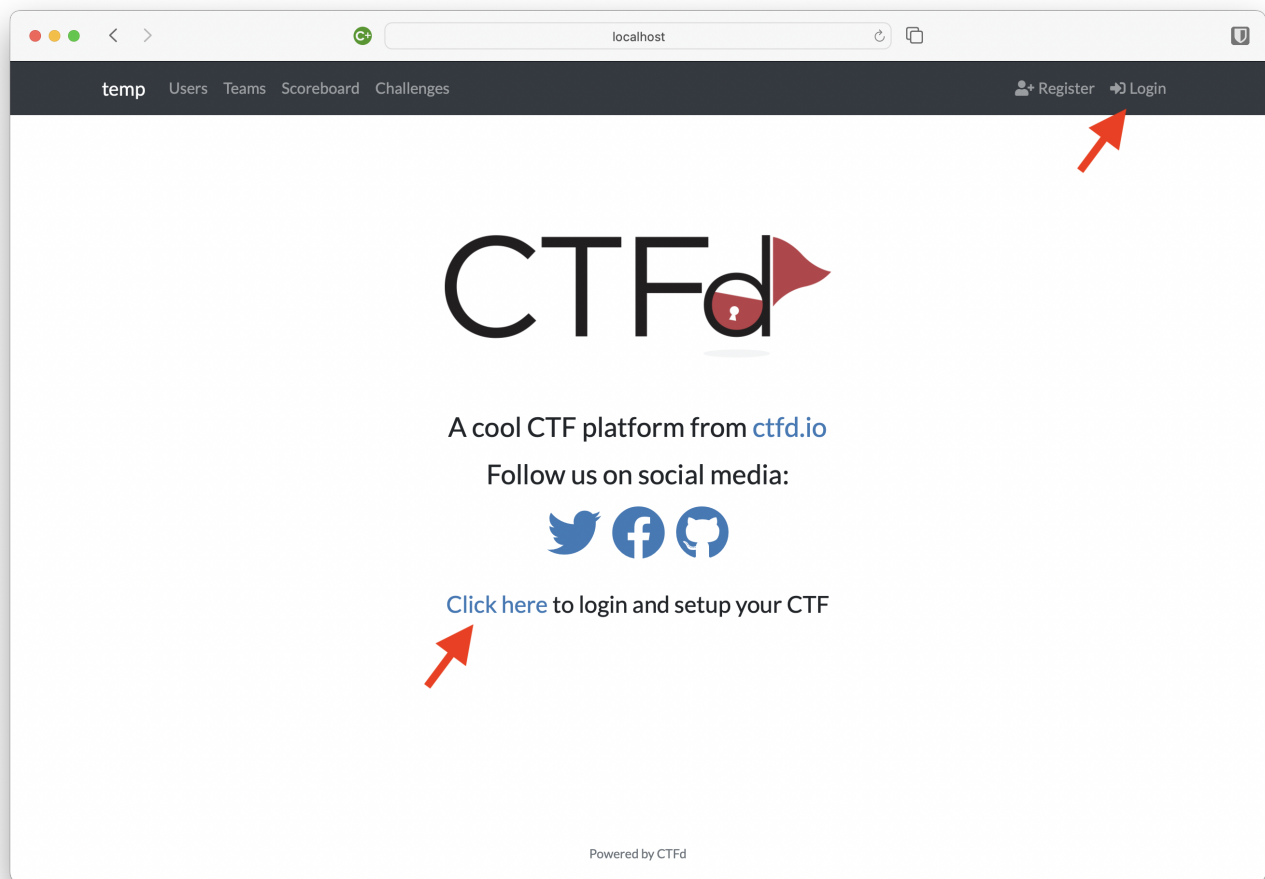 localhost
temp Users Teams Scoreboard Challenges Register Login
CTFd
A cool CTF platform from ctfd.io
Follow us on social media:
Click here to login and setup your CTF
Powered by CTFd